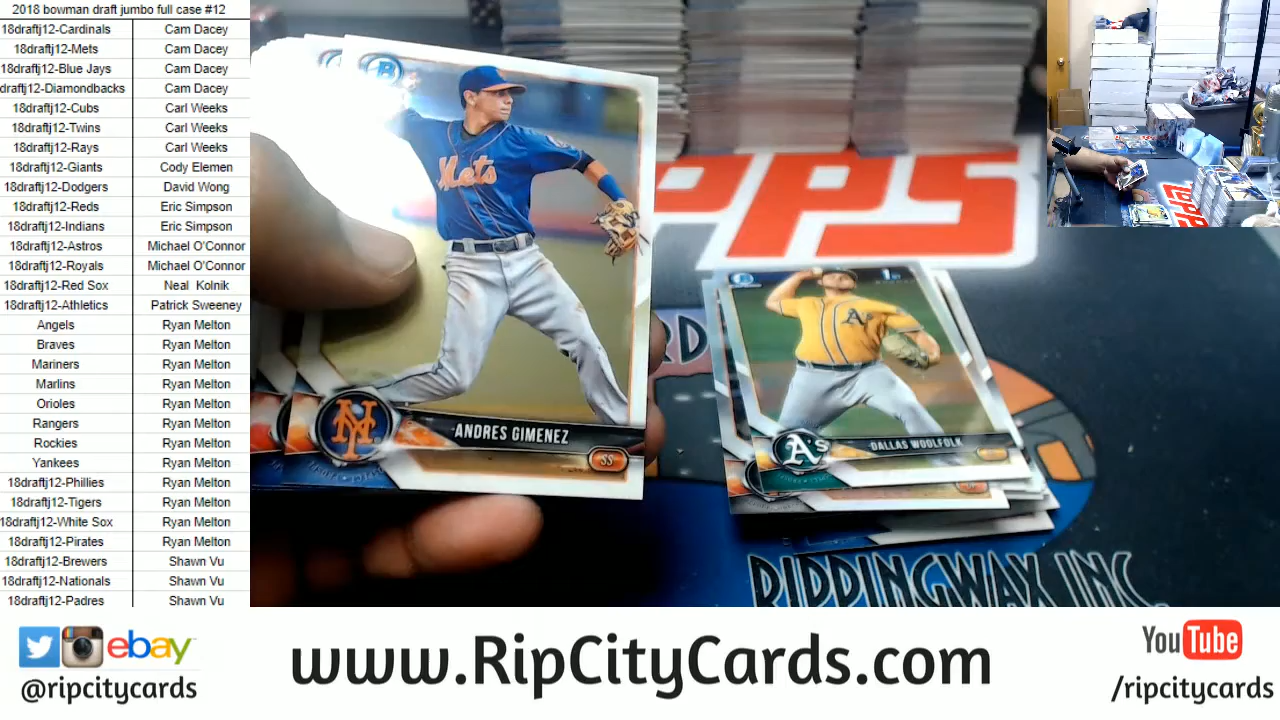 2018 bowman draft jumbo full case #12
18draftj12-Cardinals Cam Dacey
18draftj12-Mets Cam Dacey
18draftj12-Blue Jays Cam Dacey
draftj12-Diamondbacks Cam Dacey
18draftj12-Cubs Carl Weeks
18draftj12-Twins Carl Weeks
18draftj12-Rays Carl Weeks
18draftj12-Giants Cody Elemen
18draftj12-Dodgers David Wong
18draftj12-Reds Eric Simpson
18draftj12-Indians Eric Simpson
18draftj12-Astros Michael O'Connor
18draftj12-Royals Michael O'Connor
18draftj12-Red Sox Neal Kolnik
18draftj12-Athletics Patrick Sweeney
Angels Ryan Melton
Braves Ryan Melton
Mariners Ryan Melton
Marlins Ryan Melton
Orioles Ryan Melton
Rangers Ryan Melton
Rockies Ryan Melton
Yankees Ryan Melton
18draftj12-Phillies Ryan Melton
18draftj12-Tigers Ryan Melton
18draftj12-White Sox Ryan Melton
18draftj12-Pirates Ryan Melton
18draftj12-Brewers Shawn Vu
18draftj12-Nationals Shawn Vu
18draftj12-Padres Shawn Vu
B
Mets
NY
ANDRES GIMENEZ
SS
OPPS
TOPPS
RD
1st
A's
A's
DALLAS WOOLFOLK
RIPPINGWAX INC.
ebay
@ripcitycards
www.RipCityCards.com
YouTube
/ripcitycards